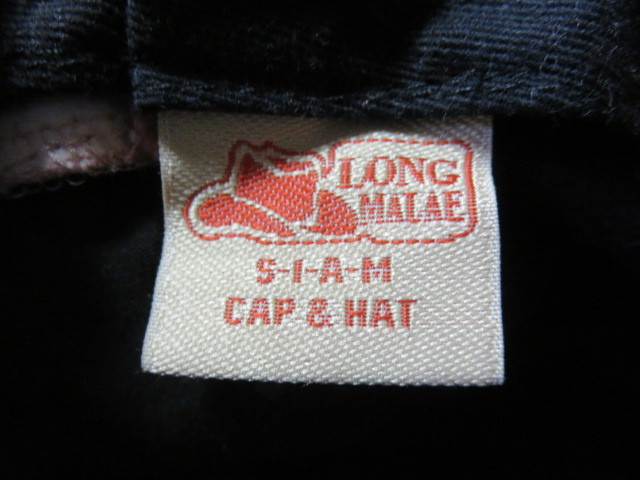 LONG
MALAE
S-I-A-M
CAP & HAT